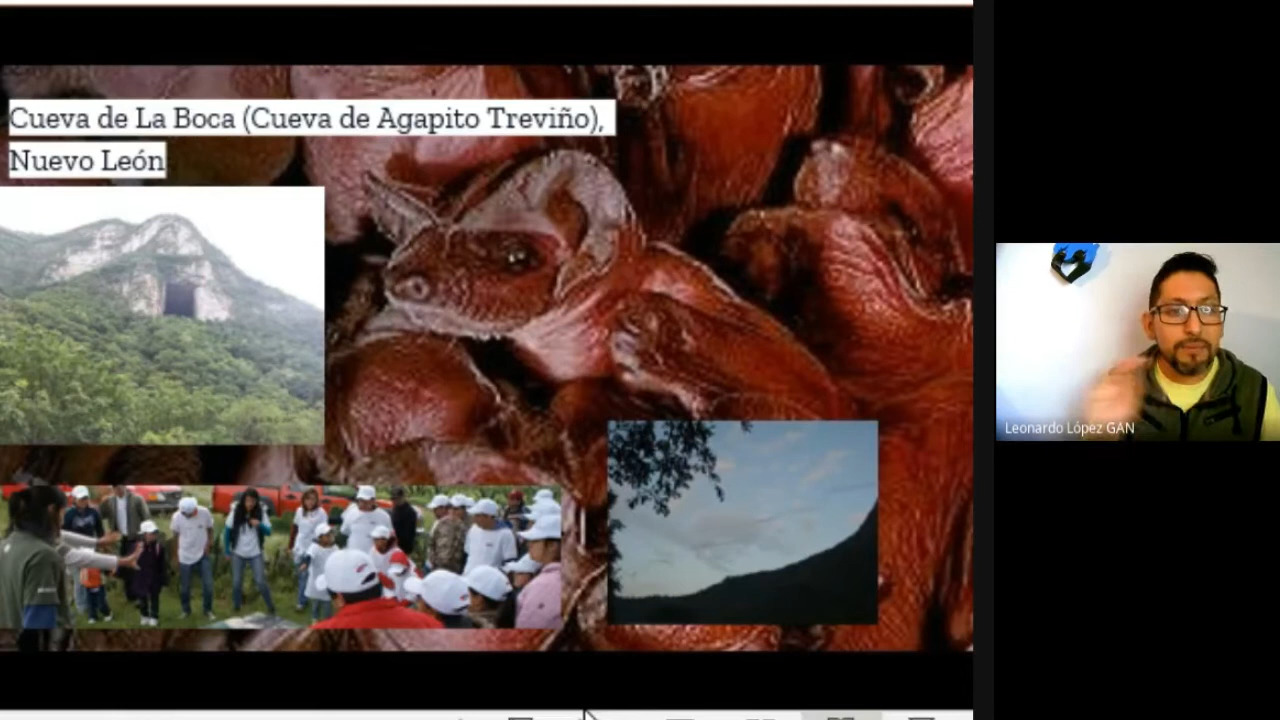 Cueva de La Boca (Cueva de Agapito Treviño),
Nuevo León
Leonardo López GAN